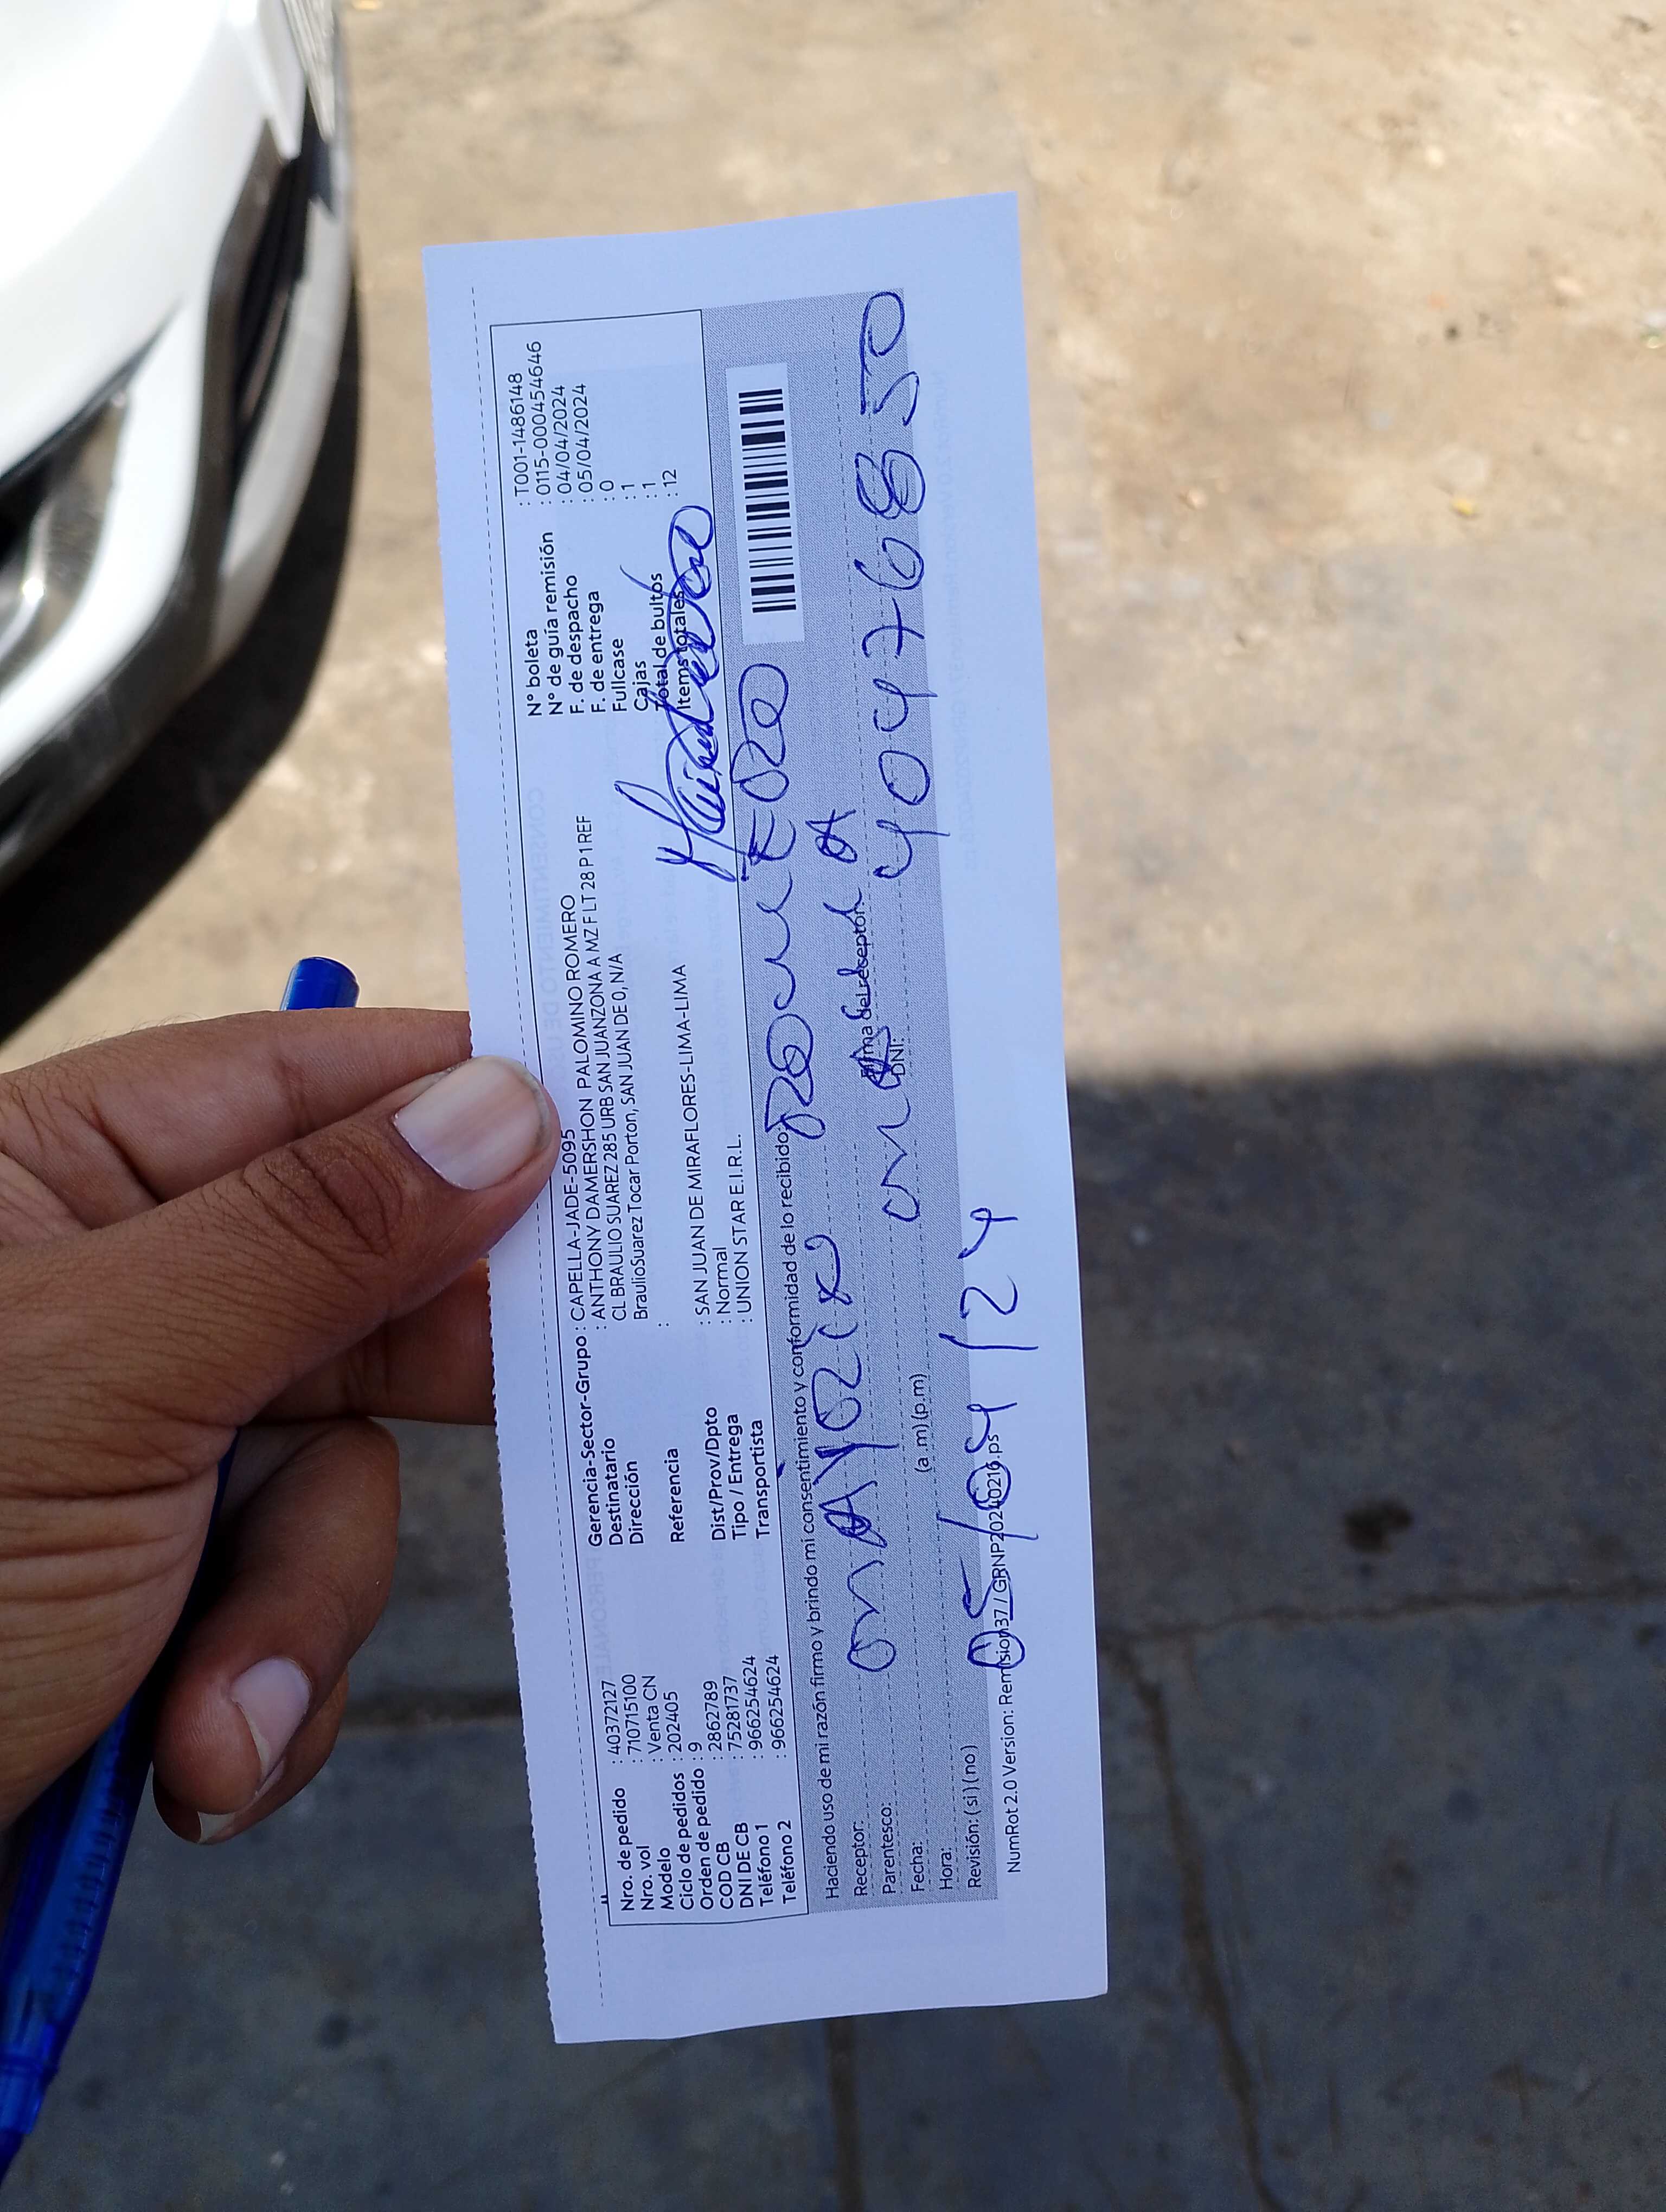 Nro. de pedido : 40372127
Nro. vol : 710715100
Modelo : Venta CN
Ciclo de pedidos : 202405
Orden de pedido : 9
COD CB : 2862789
DNI DE CB : 75281737
Teléfono 1 : 966254624
Teléfono 2 : 966254624
Gerencia-Sector-Grupo : CAPELLA-JADE-5095
Destinatario : ANTHONY DAMERSHON PALOMINO ROMERO
Dirección : CL BRAULIO SUAREZ 285 URB SAN JUANZONA A MZ F LT 28 P1 REF
BraulioSuarez Tocar Porton, SAN JUAN DE 0, N/A
Referencia :
Dist/Prov/Dpto : SAN JUAN DE MIRAFLORES-LIMA-LIMA
Tipo / Entrega : Normal
Transportista : UNION STAR E.I.R.L.
N° boleta : T001-1486148
N° de guía remisión : 0115-0004544646
F. de despacho : 04/04/2024
F. de entrega : 05/04/2024
Fullcase : 0
Cajas : 1
Total de bultos : 1
Items totales : 12
Haciendo uso de mi razón firmo y brindo mi consentimiento y conformidad de lo recibido:
Receptor:
Parentesco:
Firma del receptor:
Fecha:
DNI: 40476850
Hora: (a.m) (p.m)
Revisión: (si) (no)
05/04/24
NumRot 2.0 Version: Remision37 / GRNP20240216.ps